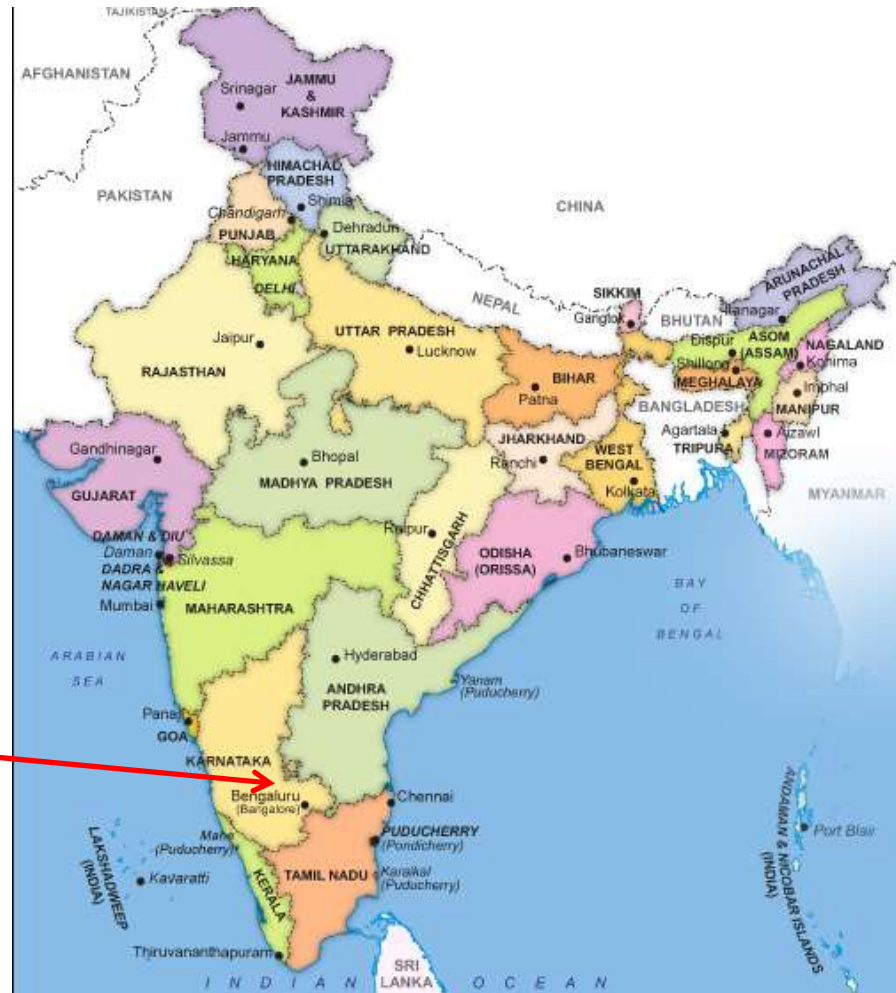 TAJIKISTAN
AFGHANISTAN
JAMMU
&
KASHMIR
Srinagar
Jammu
HIMACHAL
PRADESH
PAKISTAN
CHINA
Shimla
Chandigarh
PUNJAB
Dehradun
UTTARAKHAND
HARYANA
DELHI
NEPAL
SIKKIM
Gangtok
BHUTAN
ARUNACHAL
PRADESH
Itanagar
Jaipur
RAJASTHAN
UTTAR PRADESH
Lucknow
Dispur
ASOM
(ASSAM)
NAGALAND
Kohima
Shillong
MEGHALAYA
BIHAR
Patna
Imphal
MANIPUR
BANGLADESH
Gandhinagar
GUJARAT
Bhopal
MADHYA PRADESH
JHARKHAND
Ranchi
WEST
BENGAL
Kolkata
Agartala
TRIPURA
Aizawl
MIZORAM
MYANMAR
DAMAN & DIU
Daman
Silvassa
DADRA &
NAGAR HAVELI
Mumbai
Raipur
CHHATTISGARH
ODISHA
(ORISSA)
Bhubaneswar
MAHARASHTRA
BAY
OF
BENGAL
ARABIAN
SEA
Hyderabad
ANDHRA
PRADESH
Yanam
(Puducherry)
Panaji
GOA
KARNATAKA
Bengaluru
(Bangalore)
Chennai
Mahe
(Puducherry)
PUDUCHERRY
(Pondicherry)
LAKSHADWEEP
(INDIA)
Kavaratti
KERALA
TAMIL NADU
Karaikal
(Puducherry)
ANDAMAN & NICOBAR ISLANDS
(INDIA)
Port Blair
Thiruvananthapuram
SRI
LANKA
INDIAN OCEAN